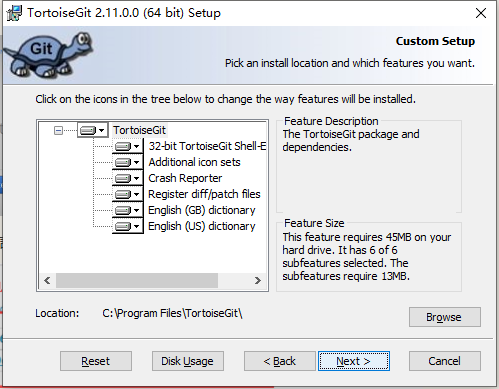 TortoiseGit 2.11.0.0 (64 bit) Setup
Git
Custom Setup
Pick an install location and which features you want.
Click on the icons in the tree below to change the way features will be installed.
TortoiseGit
32-bit TortoiseGit Shell-E
Additional icon sets
Crash Reporter
Register diff/patch files
English (GB) dictionary
English (US) dictionary
Feature Description
The TortoiseGit package and
dependencies.
Feature Size
This feature requires 45MB on your
hard drive. It has 6 of 6
subfeatures selected. The
subfeatures require 13MB.
Location: C:\Program Files\TortoiseGit\
Browse
Reset Disk Usage < Back Next > Cancel